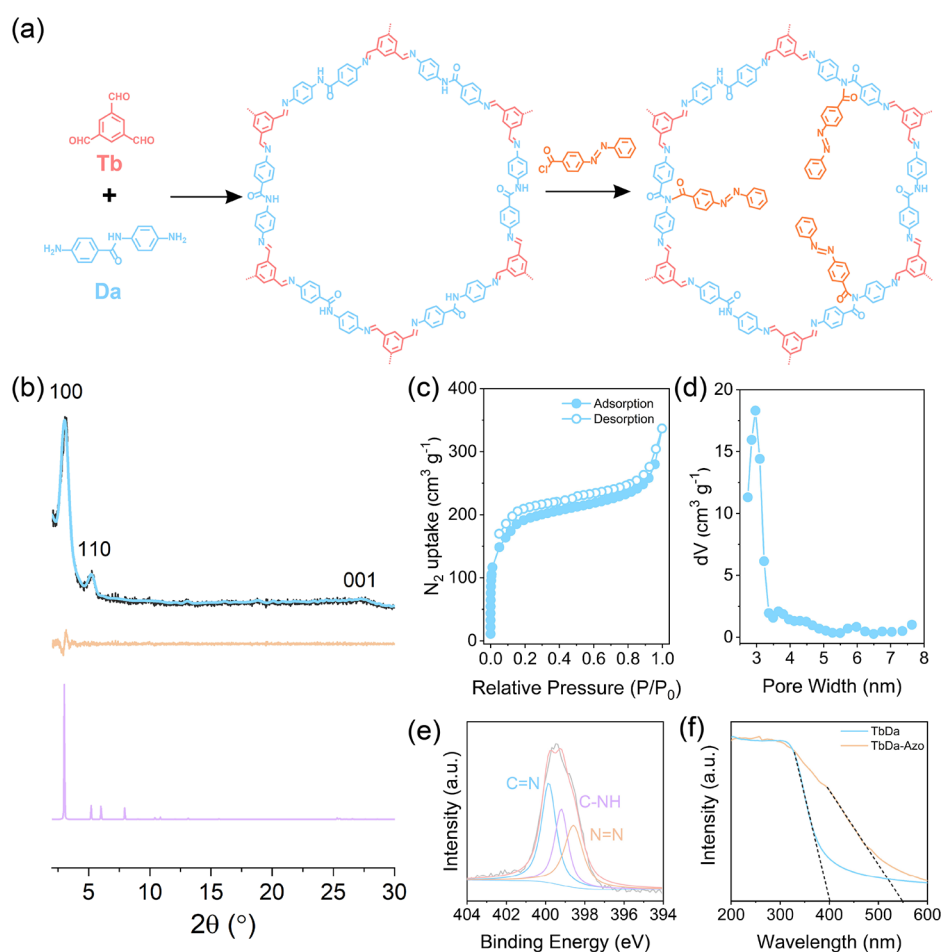 (a)
CHO
OHC
CHO
Tb
+
H₂N
NH
NH₂
O
Da
Cl
O
N
N
(b)
100
110
001
5
10
15
20
25
30
2θ (°)
(c)
N₂ uptake (cm³ g⁻¹)
400
300
200
100
0
Adsorption
Desorption
0.0 0.2 0.4 0.6 0.8 1.0
Relative Pressure (P/P₀)
(d)
dV (cm³ g⁻¹)
20
15
10
5
0
3 4 5 6 7 8
Pore Width (nm)
(e)
Intensity (a.u.)
C=N
C-NH
N=N
404 402 400 398 396 394
Binding Energy (eV)
(f)
Intensity (a.u.)
TbDa
TbDa-Azo
200 300 400 500 600
Wavelength (nm)